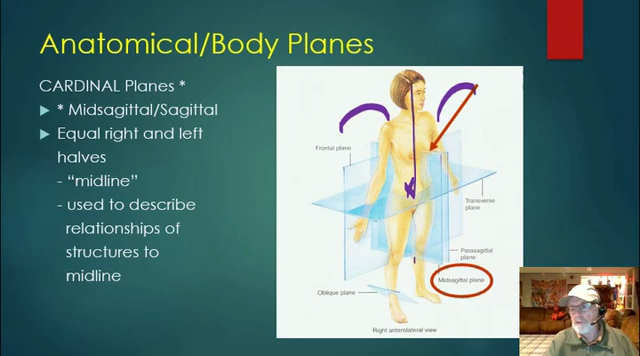 Anatomical/Body Planes
CARDINAL Planes *
* Midsagittal/Sagittal
Equal right and left
halves
- “midline”
- used to describe
relationships of
structures to
midline
Frontal plane
Transverse
plane
Parasagittal
plane
Midsagittal plane
Oblique plane
Right anterolateral view